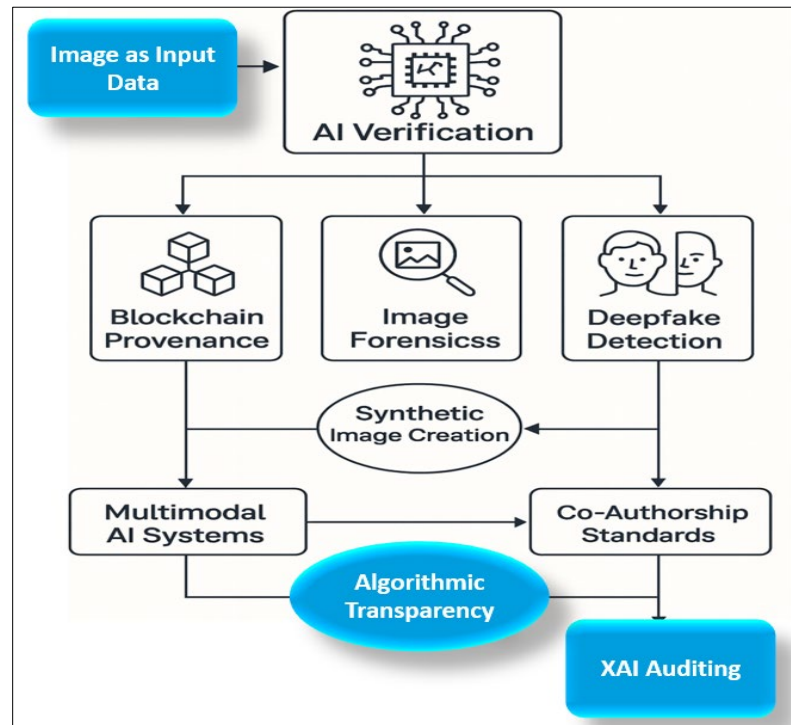 Image as Input
Data
AI Verification
Blockchain
Provenance
Image
Forensicss
Deepfake
Detection
Synthetic
Image Creation
Multimodal
AI Systems
Co-Authorship
Standards
Algorithmic
Transparency
XAI Auditing